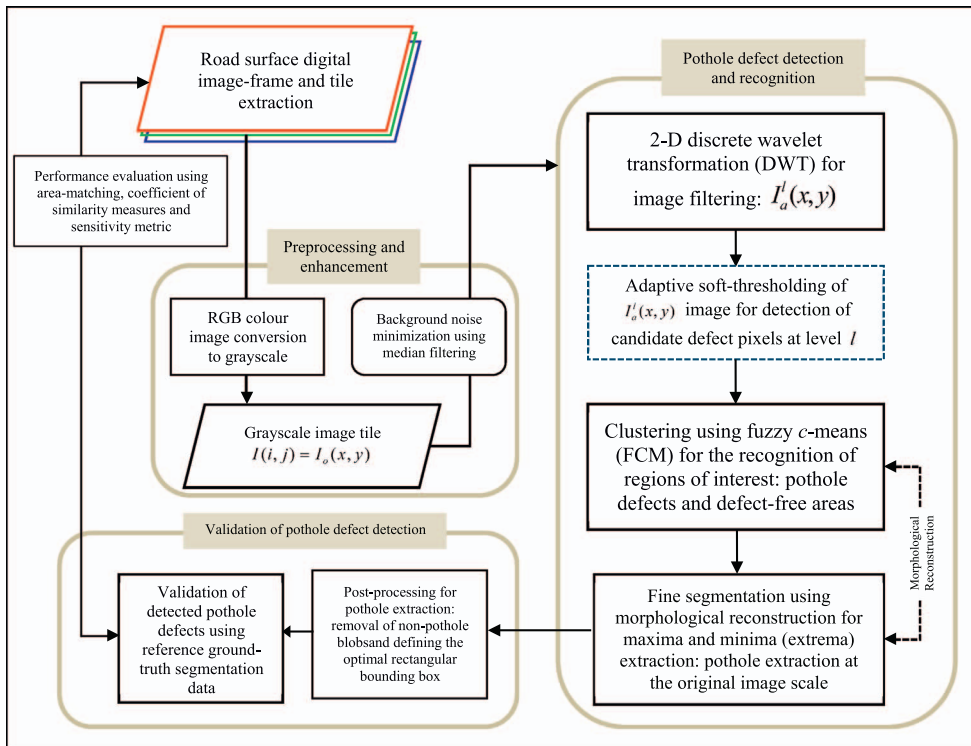 Road surface digital
image-frame and tile
extraction
Performance evaluation using
area-matching, coefficient of
similarity measures and
sensitivity metric
Preprocessing and
enhancement
RGB colour
image conversion
to grayscale
Background noise
minimization using
median filtering
Grayscale image tile
I(i, j) = I_o(x, y)
Pothole defect detection
and recognition
2-D discrete wavelet
transformation (DWT) for
image filtering: I_a^l(x, y)
Adaptive soft-thresholding of
I_a^l(x, y) image for detection of
candidate defect pixels at level l
Clustering using fuzzy c-means
(FCM) for the recognition of
regions of interest: pothole
defects and defect-free areas
Morphological
Reconstruction
Fine segmentation using
morphological reconstruction for
maxima and minima (extrema)
extraction: pothole extraction at
the original image scale
Validation of pothole defect detection
Post-processing for
pothole extraction:
removal of non-pothole
blobsand defining the
optimal rectangular
bounding box
Validation of
detected pothole
defects using
reference ground-
truth segmentation
data